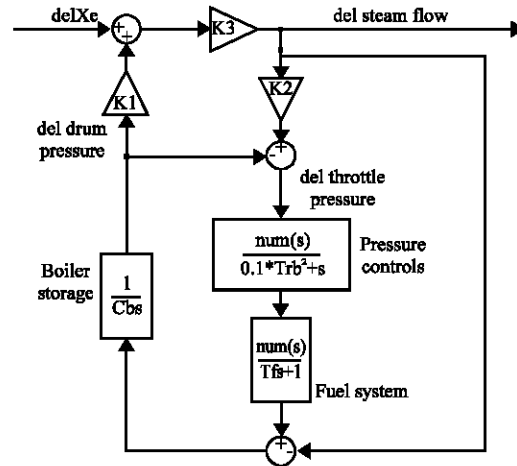 delXe
+
+
K3
del steam flow
K1
K2
del drum
pressure
+
-
del throttle
pressure
num(s)
0.1*Trb²+s
Pressure
controls
Boiler
storage
1
Cbs
num(s)
Tfs+1
Fuel system
+
-